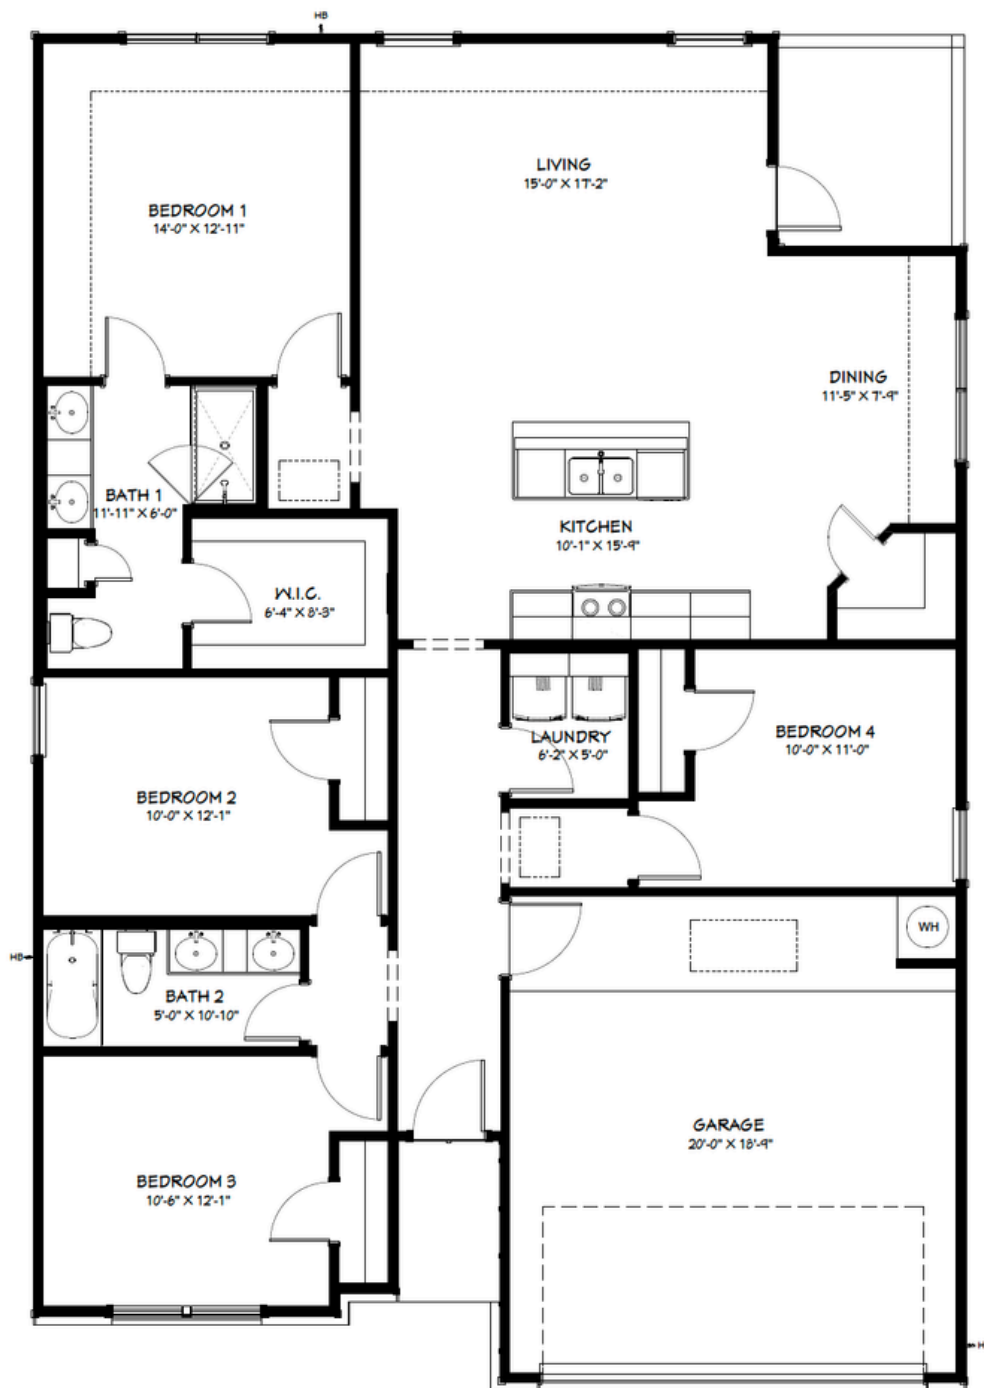 HB
LIVING
15'-0" X 17'-2"
BEDROOM 1
14'-0" X 12'-11"
DINING
11'-5" X 7'-9"
BATH 1
11'-11" X 6'-0"
KITCHEN
10'-1" X 15'-9"
W.I.C.
6'-4" X 8'-3"
LAUNDRY
6'-2" X 5'-0"
BEDROOM 4
10'-0" X 11'-0"
BEDROOM 2
10'-0" X 12'-1"
WH
HB
BATH 2
5'-0" X 10'-10"
GARAGE
20'-0" X 18'-9"
BEDROOM 3
10'-6" X 12'-1"
H